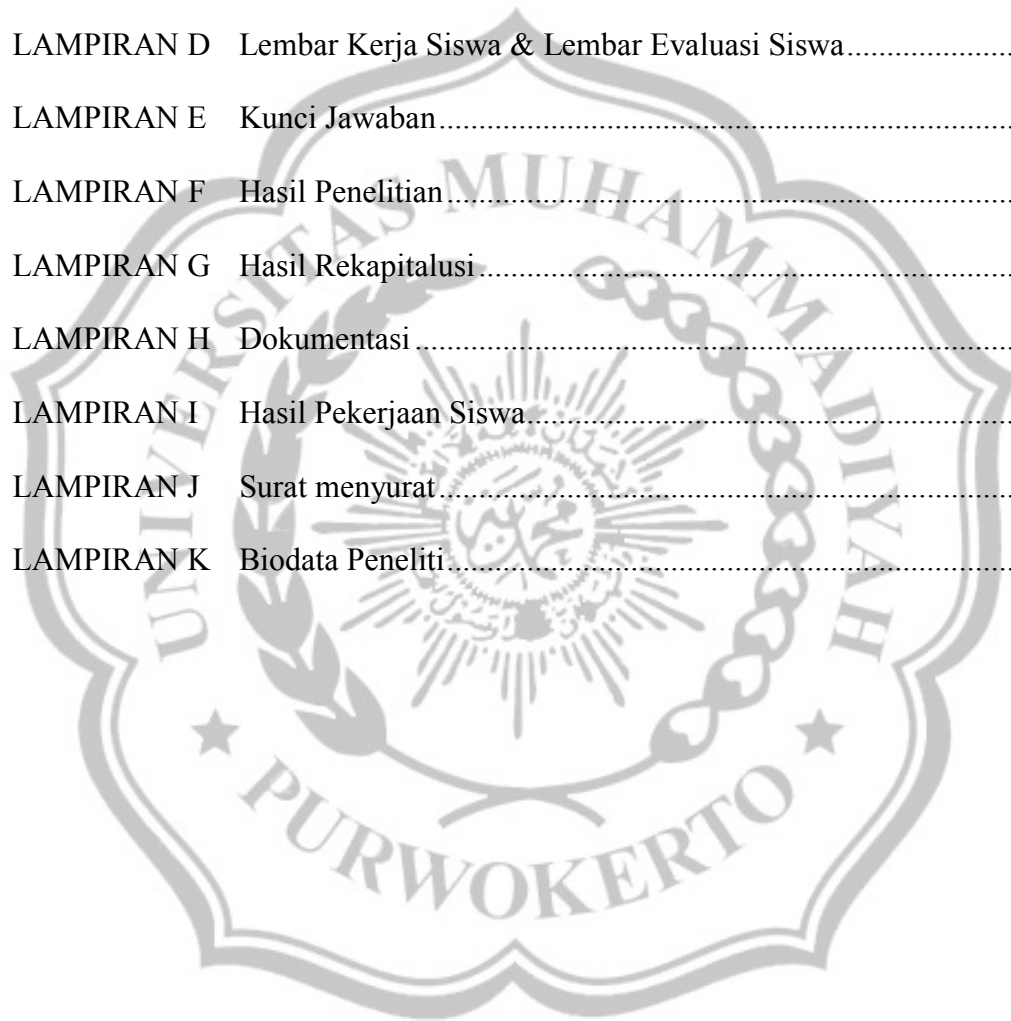 LAMPIRAN D Lembar Kerja Siswa & Lembar Evaluasi Siswa....................
LAMPIRAN E Kunci Jawaban....................
LAMPIRAN F Hasil Penelitian....................
LAMPIRAN G Hasil Rekapitalusi....................
LAMPIRAN H Dokumentasi....................
LAMPIRAN I Hasil Pekerjaan Siswa....................
LAMPIRAN J Surat menyurat....................
LAMPIRAN K Biodata Peneliti....................
UNIVERSITAS MUHAMMADIYAH
PURWOKERTO